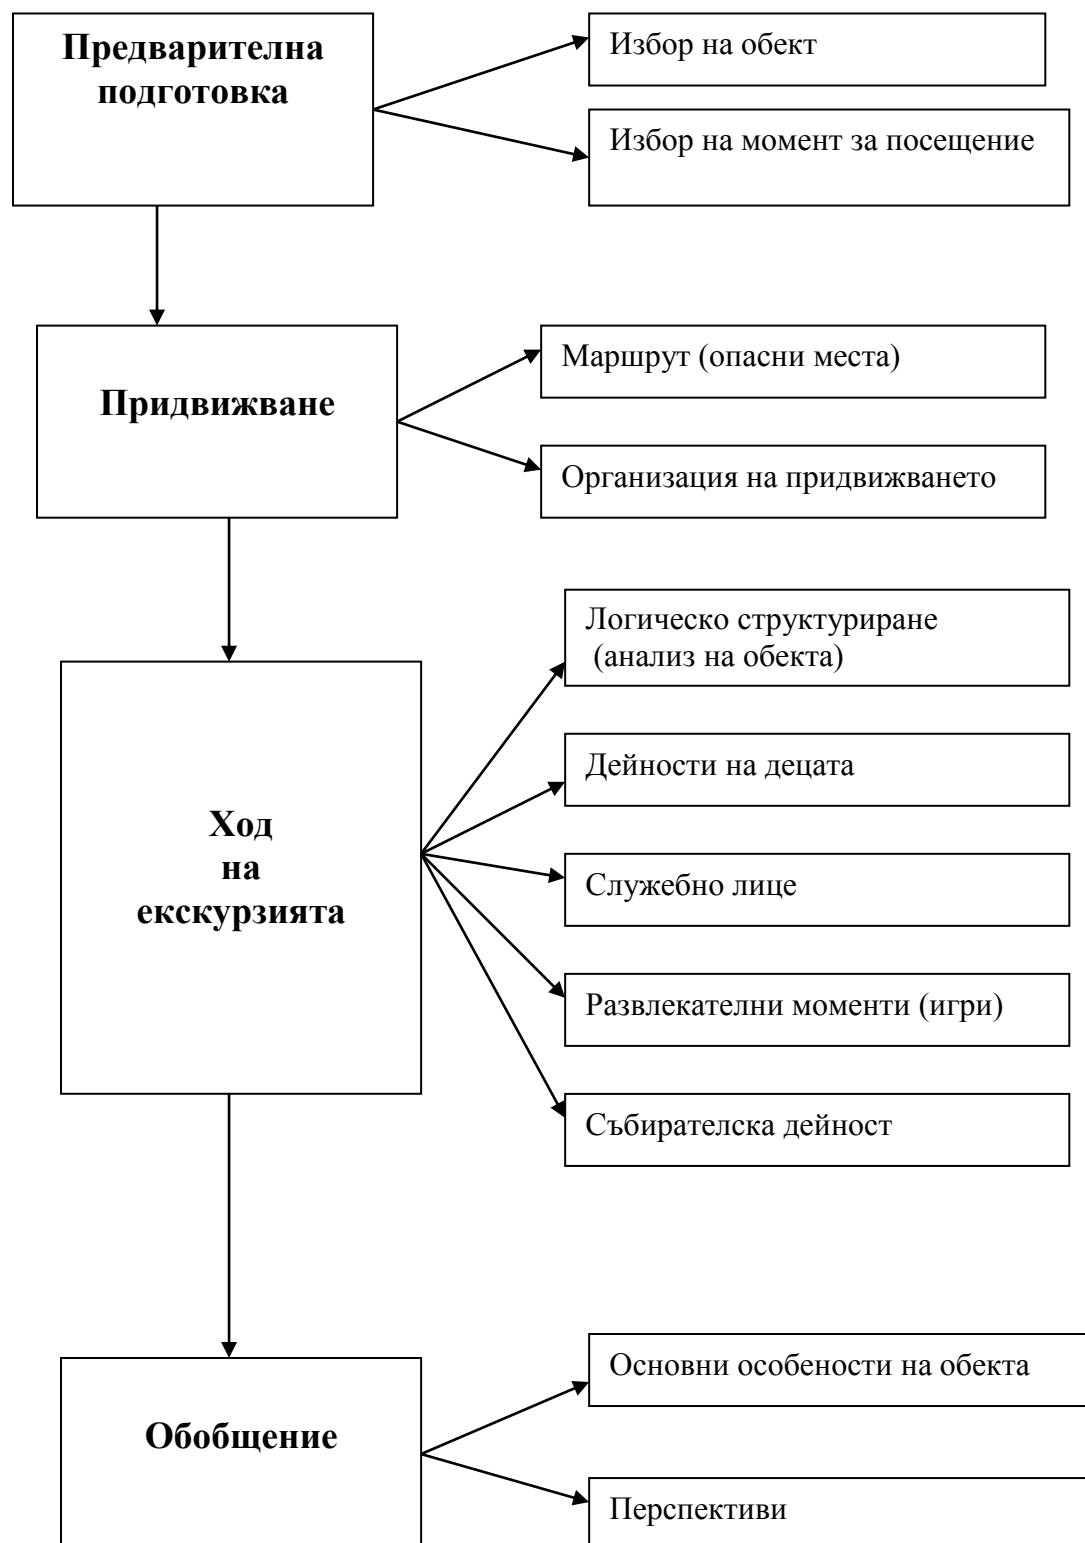 Предварителна
подготовка
Избор на обект
Избор на момент за посещение
Придвижване
Маршрут (опасни места)
Организация на придвижването
Ход
на
екскурзията
Логическо структуриране
(анализ на обекта)
Дейности на децата
Служебно лице
Развлекателни моменти (игри)
Събирателска дейност
Обобщение
Основни особености на обекта
Перспективи